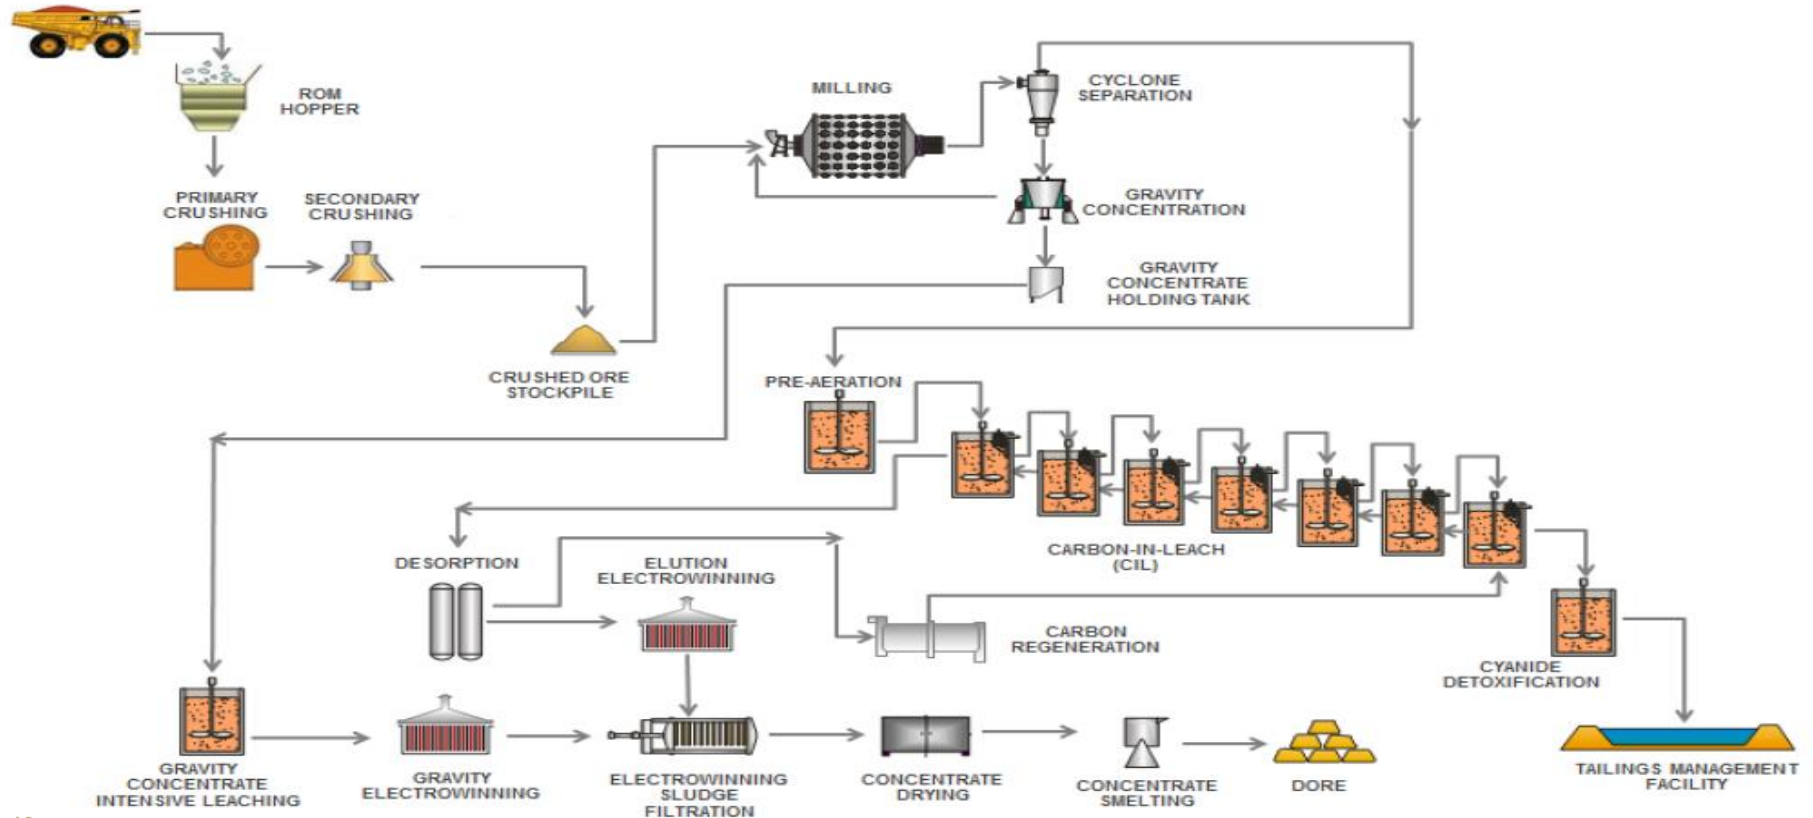 ROM
HOPPER
MILLING
CYCLONE
SEPARATION
PRIMARY
CRUSHING
SECONDARY
CRUSHING
GRAVITY
CONCENTRATION
GRAVITY
CONCENTRATE
HOLDING TANK
CRUSHED ORE
STOCKPILE
PRE-AERATION
CARBON-IN-LEACH
(CIL)
DESORPTION
ELUTION
ELECTROWINNING
CARBON
REGENERATION
CYANIDE
DETOXIFICATION
GRAVITY
CONCENTRATE
INTENSIVE LEACHING
GRAVITY
ELECTROWINNING
ELECTROWINNING
SLUDGE
FILTRATION
CONCENTRATE
DRYING
CONCENTRATE
SMELTING
DORE
TAILINGS MANAGEMENT
FACILITY